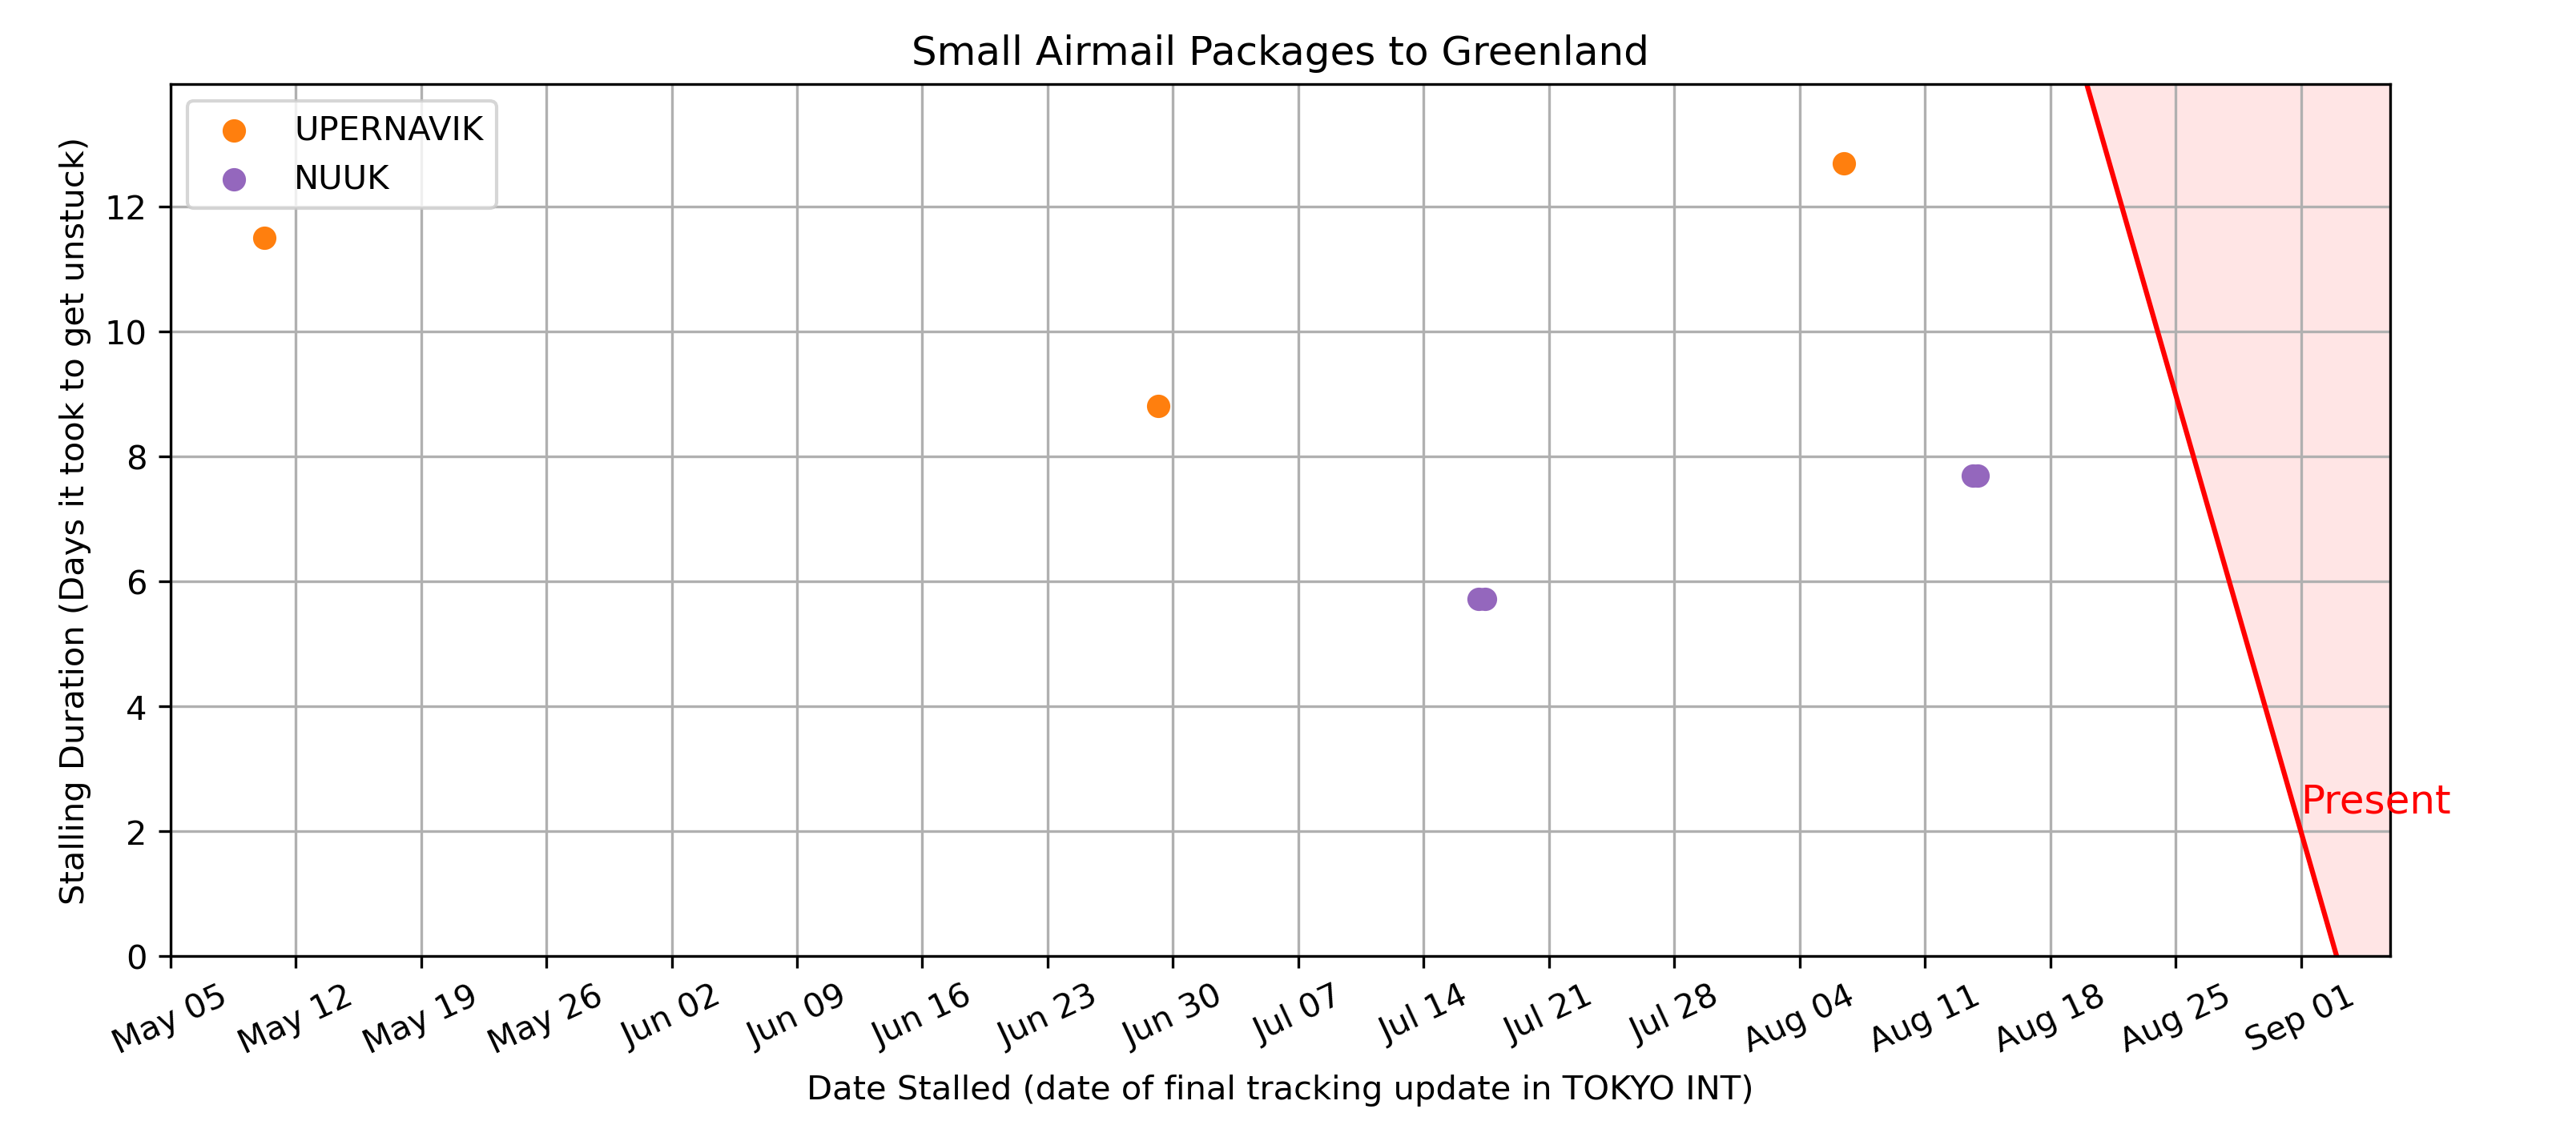 Small Airmail Packages to Greenland
UPERNAVIK
NUUK
Stalling Duration (Days it took to get unstuck)
12
10
8
6
4
2
0
Present
May 05
May 12
May 19
May 26
Jun 02
Jun 09
Jun 16
Jun 23
Jun 30
Jul 07
Jul 14
Jul 21
Jul 28
Aug 04
Aug 11
Aug 18
Aug 25
Sep 01
Date Stalled (date of final tracking update in TOKYO INT)